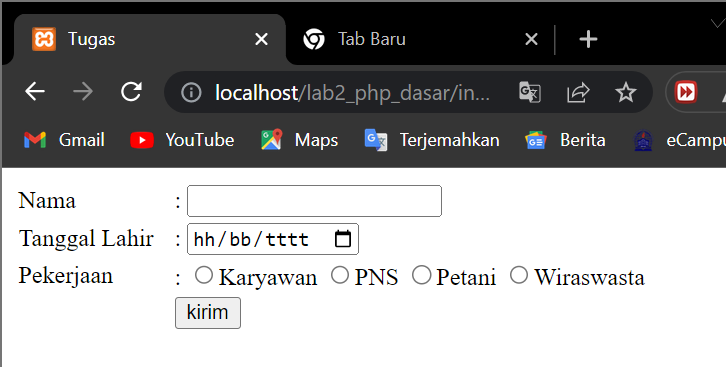 Tugas Tab Baru
localhost/lab2_php_dasar/in...
Gmail YouTube Maps Terjemahkan Berita eCampu
Nama :
Tanggal Lahir : hh/bb/tttt
Pekerjaan : Karyawan PNS Petani Wiraswasta
kirim